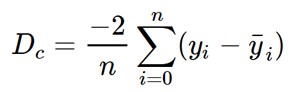 D_c = \frac{-2}{n} \sum_{i=0}^{n} (y_i - \bar{y}_i)